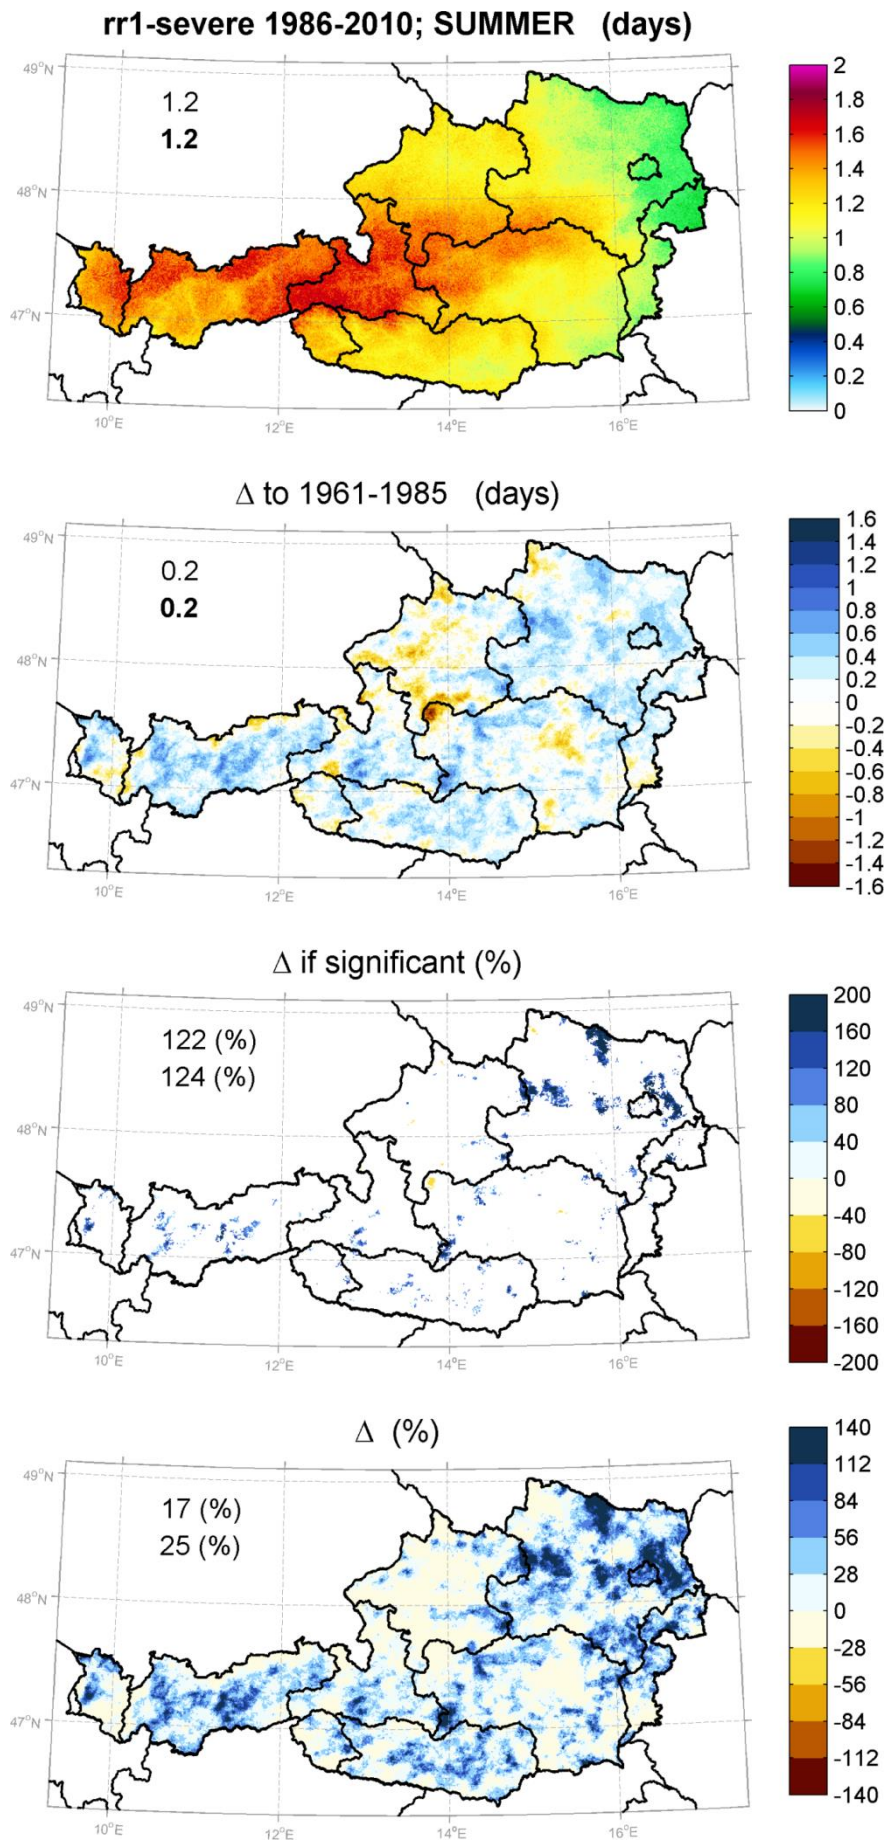 rr1-severe 1986-2010; SUMMER (days)
1.2
1.2
49°N
48°N
47°N
10°E
12°E
14°E
16°E
2
1.8
1.6
1.4
1.2
1
0.8
0.6
0.4
0.2
0
Δ to 1961-1985 (days)
0.2
0.2
49°N
48°N
47°N
10°E
12°E
14°E
16°E
1.6
1.4
1.2
1
0.8
0.6
0.4
0.2
0
-0.2
-0.4
-0.6
-0.8
-1
-1.2
-1.4
-1.6
Δ if significant (%)
122 (%)
124 (%)
49°N
48°N
47°N
10°E
12°E
14°E
16°E
200
160
120
80
40
0
-40
-80
-120
-160
-200
Δ (%)
17 (%)
25 (%)
49°N
48°N
47°N
10°E
12°E
14°E
16°E
140
112
84
56
28
0
-28
-56
-84
-112
-140